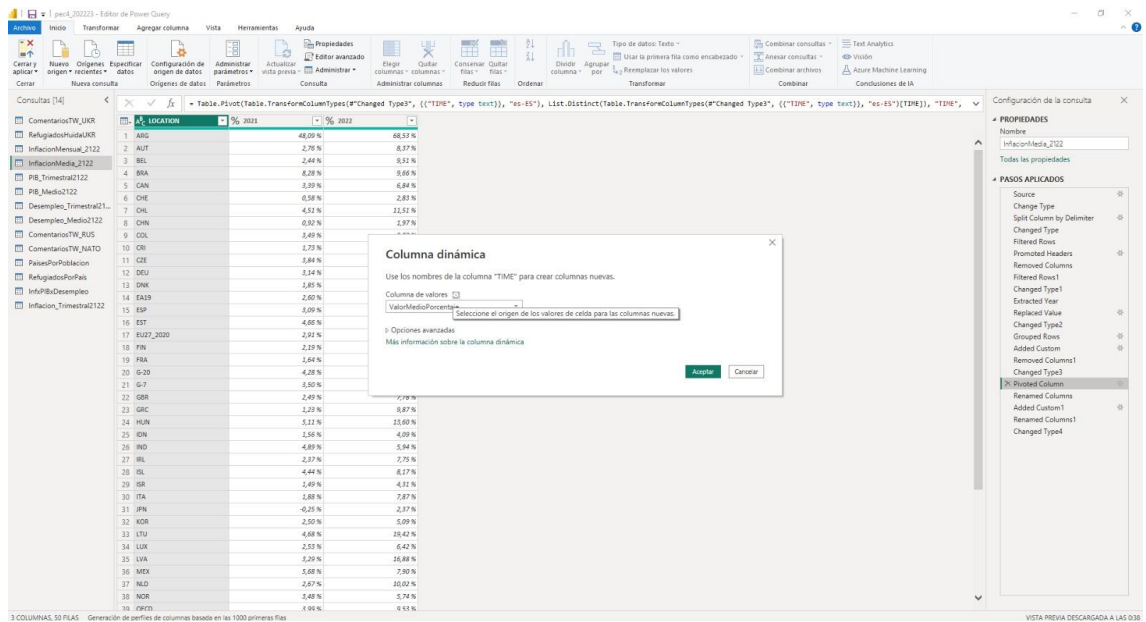 pec4_202223 - Editor de Power Query
Archivo Inicio Transformar Agregar columna Vista Herramientas Ayuda
Cerrar y aplicar
Nuevo origen
Orígenes recientes
Especificar datos
Configuración de origen de datos
Administrar parámetros
Actualizar vista previa
Propiedades
Editor avanzado
Administrar
Elegir columnas
Quitar columnas
Conservar filas
Quitar filas
Dividir columna
Agrupar por
Tipo de datos: Texto
Usar la primera fila como encabezado
Reemplazar los valores
Combinar consultas
Anexar consultas
Combinar archivos
Text Analytics
Visión
Azure Machine Learning
Cerrar Nueva consulta Orígenes de datos Parámetros Consulta Administrar columnas Reducir filas Ordenar Transformar Combinar Conclusiones de IA
Consultas [14]
ComentariosTW_UKR
RefugiadosHuidaUKR
InflacionMensual_2122
InflacionMedia_2122
PIB_Trimestral2122
PIB_Medio2122
Desempleo_Trimestral21...
Desempleo_Medio2122
ComentariosTW_RUS
ComentariosTW_NATO
PaisesPorPoblacion
RefugiadosPorPais
InfxPIBxDesempleo
Inflacion_Trimestral2122
fx = Table.Pivot(Table.TransformColumnTypes(#"Changed Type3", {{"TIME", type text}}, "es-ES"), List.Distinct(Table.TransformColumnTypes(#"Changed Type3", {{"TIME", type text}}, "es-ES")[TIME]), "TIME",
LOCATION % 2021 % 2022
1 ARG 48,09 % 68,53 %
2 AUT 2,76 % 8,37 %
3 BEL 2,44 % 9,51 %
4 BRA 8,28 % 9,66 %
5 CAN 3,39 % 6,84 %
6 CHE 0,58 % 2,83 %
7 CHL 4,51 % 11,51 %
8 CHN 0,92 % 1,97 %
9 COL 3,49 %
10 CRI 1,73 %
11 CZE 3,84 %
12 DEU 3,14 %
13 DNK 1,85 %
14 EA19 2,60 %
15 ESP 3,09 %
16 EST 4,66 %
17 EU27_2020 2,91 %
18 FIN 2,19 %
19 FRA 1,64 %
20 G-20 4,28 %
21 G-7 3,50 %
22 GBR 2,49 % 7,78 %
23 GRC 1,23 % 9,87 %
24 HUN 5,11 % 13,60 %
25 IDN 1,56 % 4,09 %
26 IND 4,89 % 5,94 %
27 IRL 2,37 % 7,75 %
28 ISL 4,44 % 8,17 %
29 ISR 1,49 % 4,31 %
30 ITA 1,88 % 7,87 %
31 JPN -0,25 % 2,37 %
32 KOR 2,50 % 5,09 %
33 LTU 4,68 % 19,42 %
34 LUX 2,53 % 6,42 %
35 LVA 3,29 % 16,88 %
36 MEX 5,68 % 7,90 %
37 NLD 2,67 % 10,02 %
38 NOR 3,48 % 5,74 %
39 OECD 3,99 % 9,53 %
Columna dinámica
Use los nombres de la columna "TIME" para crear columnas nuevas.
Columna de valores
ValorMedioPorcentaje
Seleccione el origen de los valores de celda para las columnas nuevas.
Opciones avanzadas
Más información sobre la columna dinámica
Aceptar Cancelar
Configuración de la consulta
PROPIEDADES
Nombre
InflacionMedia_2122
Todas las propiedades
PASOS APLICADOS
Source
Change Type
Split Column by Delimiter
Changed Type
Filtered Rows
Promoted Headers
Removed Columns
Filtered Rows1
Changed Type1
Extracted Year
Replaced Value
Changed Type2
Grouped Rows
Added Custom
Removed Columns1
Changed Type3
Pivoted Column
Renamed Columns
Added Custom1
Renamed Columns1
Changed Type4
3 COLUMNAS, 50 FILAS Generación de perfiles de columnas basada en las 1000 primeras filas
VISTA PREVIA DESCARGADA A LAS 0:38